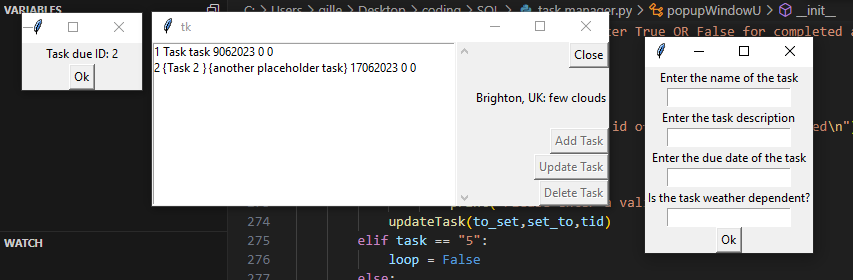 VARIABLES
C: > Users > gille > Desktop > coding > SQL > task manager.py > popupWindowU > __init__
Task due ID: 2
Ok
tk
1 Task task 9062023 0 0
2 {Task 2 } {another placeholder task} 17062023 0 0
Close
Brighton, UK: few clouds
Add Task
Update Task
Delete Task
ter True OR False for completed a
id of
ed\n")
Enter the name of the task
Enter the task description
Enter the due date of the task
Is the task weather dependent?
Ok
274 updateTask(to_set,set_to,tid)
275 elif task == "5":
276 loop = False
277 else:
WATCH